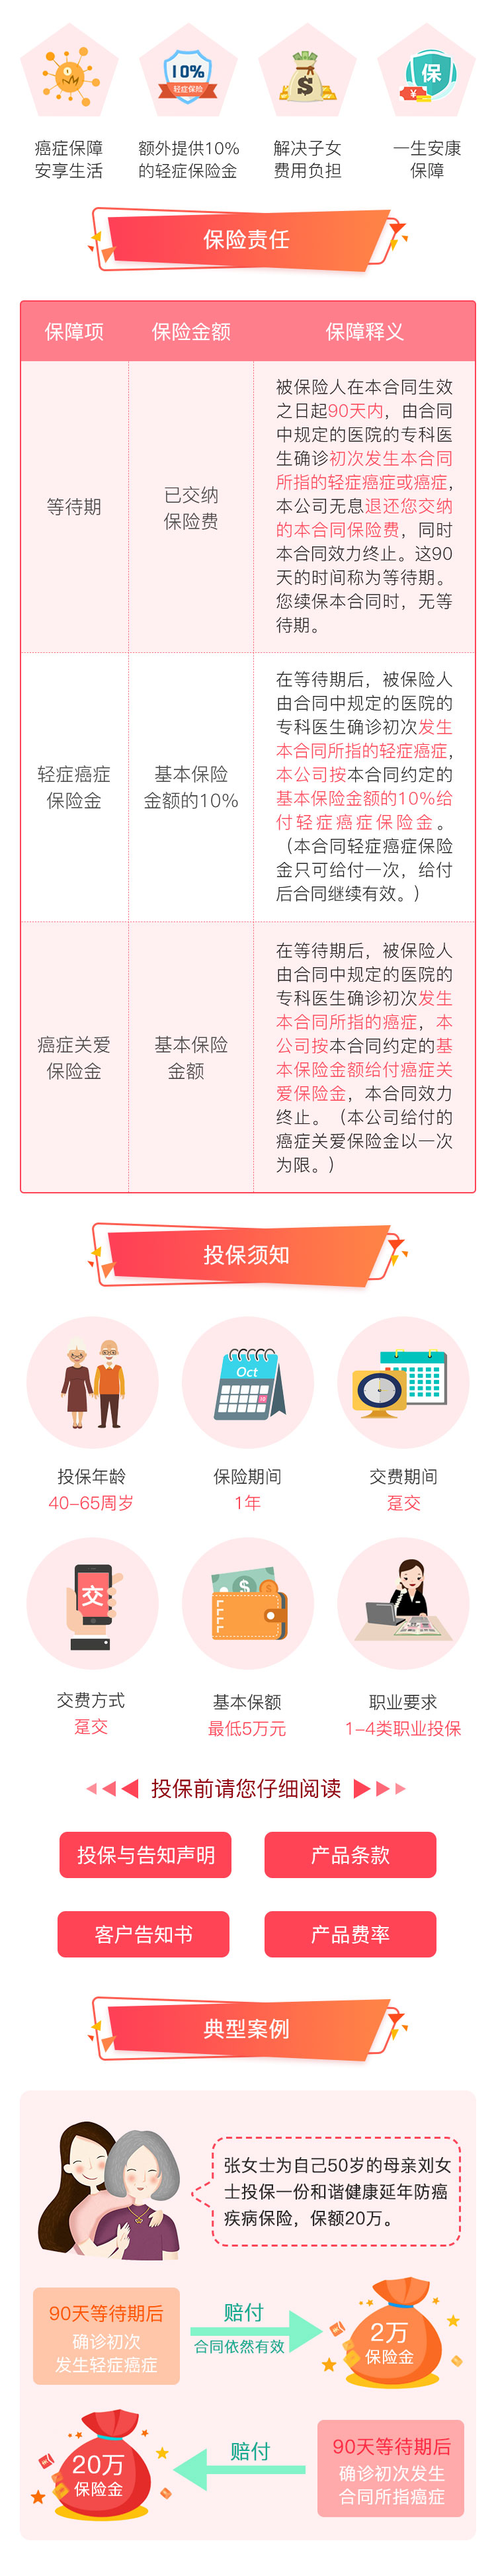 10%
轻症保险
$
保
¥
癌症保障
安享生活
额外提供10%
的轻症保险金
解决子女
费用负担
一生安康
保障
保险责任
保障项
保险金额
保障释义
等待期
已交纳
保险费
被保险人在本合同生效
之日起90天内，由合同
中规定的医院的专科医
生确诊初次发生本合同
所指的轻症癌症或癌症，
本公司无息退还您交纳
的本合同保险费，同时
本合同效力终止。这90
天的时间称为等待期。
您续保本合同时，无等
待期。
轻症癌症
保险金
基本保险
金额的10%
在等待期后，被保险人
由合同中规定的医院的
专科医生确诊初次发生
本合同所指的轻症癌症，
本公司按本合同约定的
基本保险金额的10%给
付轻症癌症保险金。
（本合同轻症癌症保险
金只可给付一次，给付
后合同继续有效。）
癌症关爱
保险金
基本保险
金额
在等待期后，被保险人
由合同中规定的医院的
专科医生确诊初次发生
本合同所指的癌症，本
公司按本合同约定的基
本保险金额给付癌症关
爱保险金，本合同效力
终止。（本公司给付的
癌症关爱保险金以一次
为限。）
投保须知
Oct
投保年龄
40-65周岁
保险期间
1年
交费期间
趸交
交
$
交费方式
趸交
基本保额
最低5万元
职业要求
1-4类职业投保
投保前请您仔细阅读
投保与告知声明
产品条款
客户告知书
产品费率
典型案例
张女士为自己50岁的母亲刘女
士投保一份和谐健康延年防癌
疾病保险，保额20万。
90天等待期后
确诊初次
发生轻症癌症
赔付
合同依然有效
2万
保险金
20万
保险金
赔付
90天等待期后
确诊初次发生
合同所指癌症